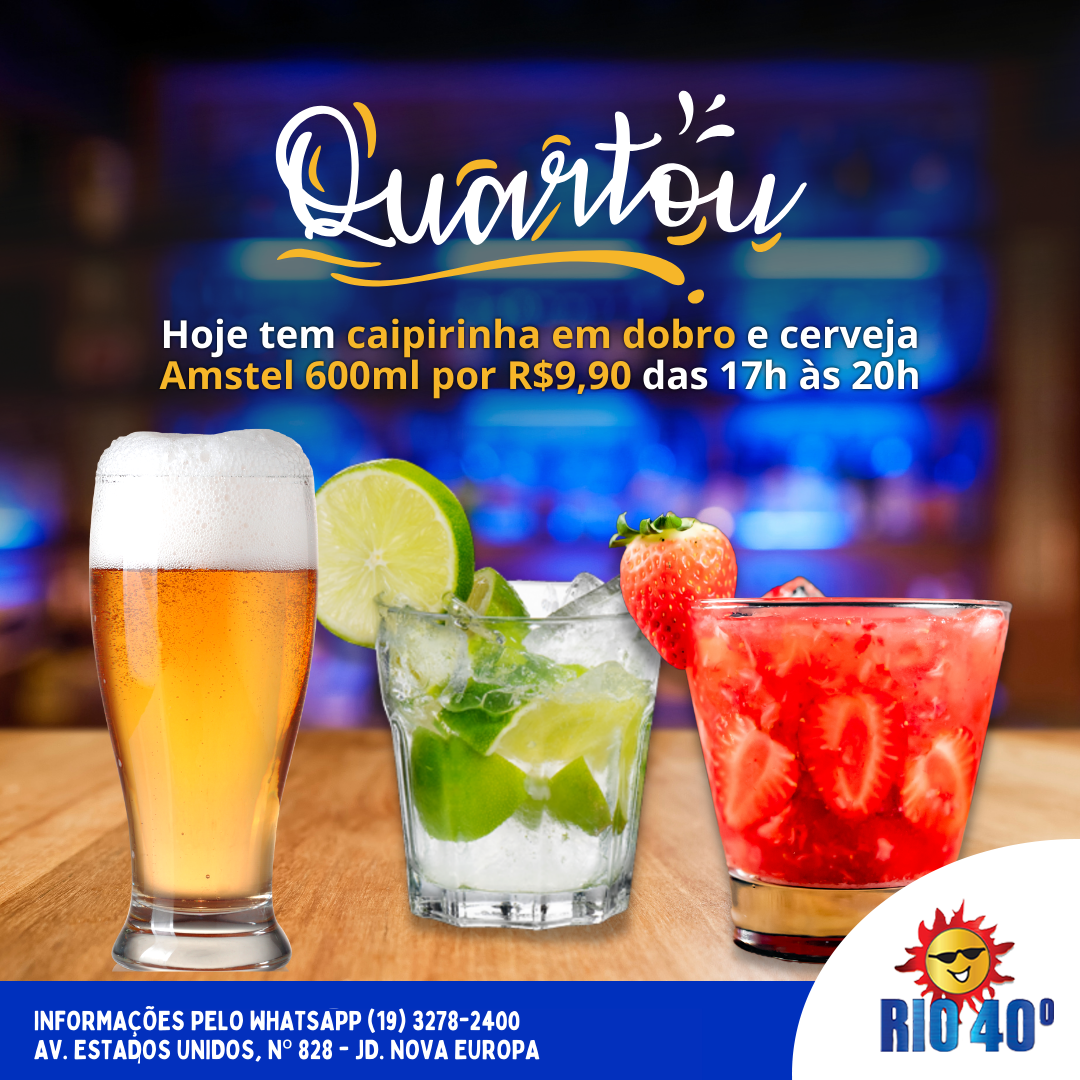 Quartou
Hoje tem caipirinha em dobro e cerveja
Amstel 600ml por R$9,90 das 17h às 20h
INFORMAÇÕES PELO WHATSAPP (19) 3278-2400
AV. ESTADOS UNIDOS, Nº 828 - JD. NOVA EUROPA
RIO 40º